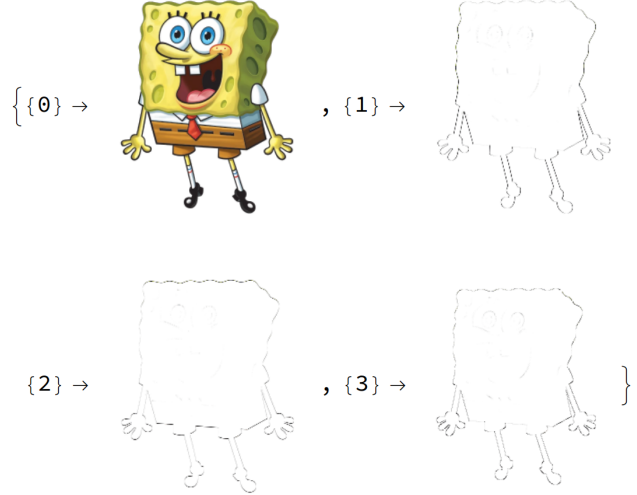 { {0} → , {1} →
{2} → , {3} → }